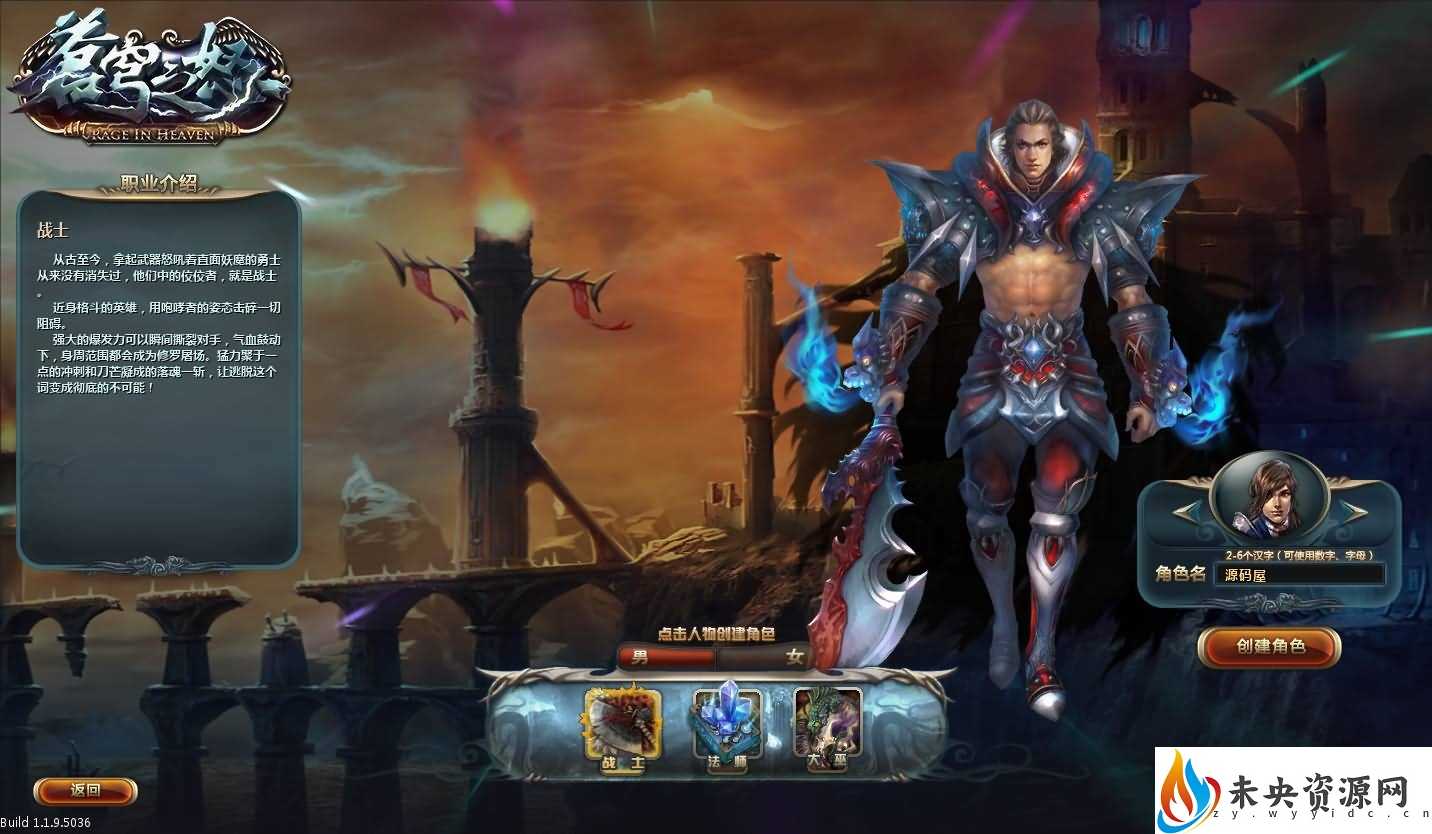 苍穹之怒
RAGE IN HEAVEN
职业介绍
战士
从古至今，拿起武器怒吼着直面妖魔的勇士
从来没有消失过，他们中的佼佼者，就是战士
。
近身格斗的英雄，用咆哮者的姿态击碎一切
阻碍。
强大的爆发力可以瞬间撕裂对手，气血鼓动
下，身周范围都会成为修罗屠场。猛力聚于一
点的冲刺和刀芒凝成的落魂一斩，让逃脱这个
词变成彻底的不可能！
2-6个汉字（可使用数字、字母）
角色名 源码屋
创建角色
点击人物创建角色
男 女
战士 法师 大巫
返回
Build 1.1.9.5036
未央资源网
zy.wyyidc.cn